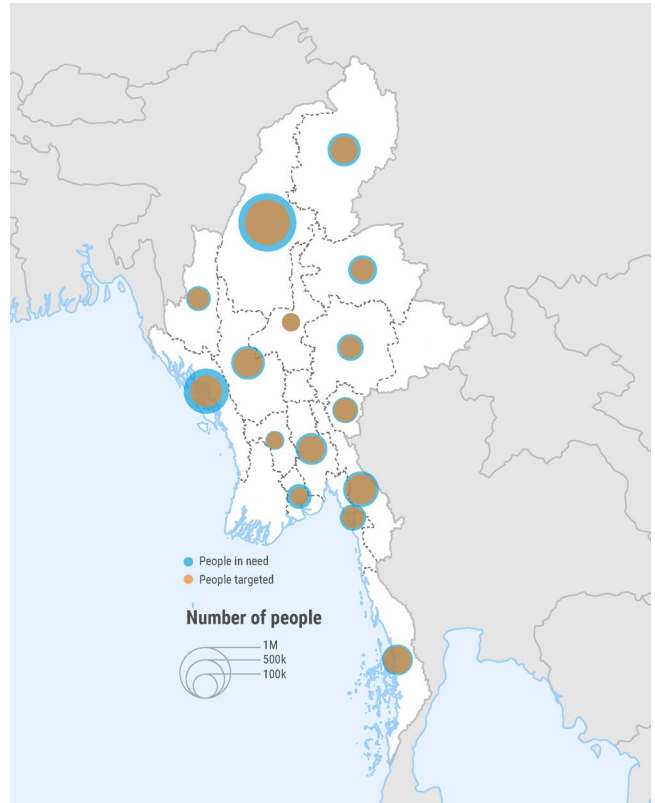 People in need
People targeted
Number of people
1M
500k
100k